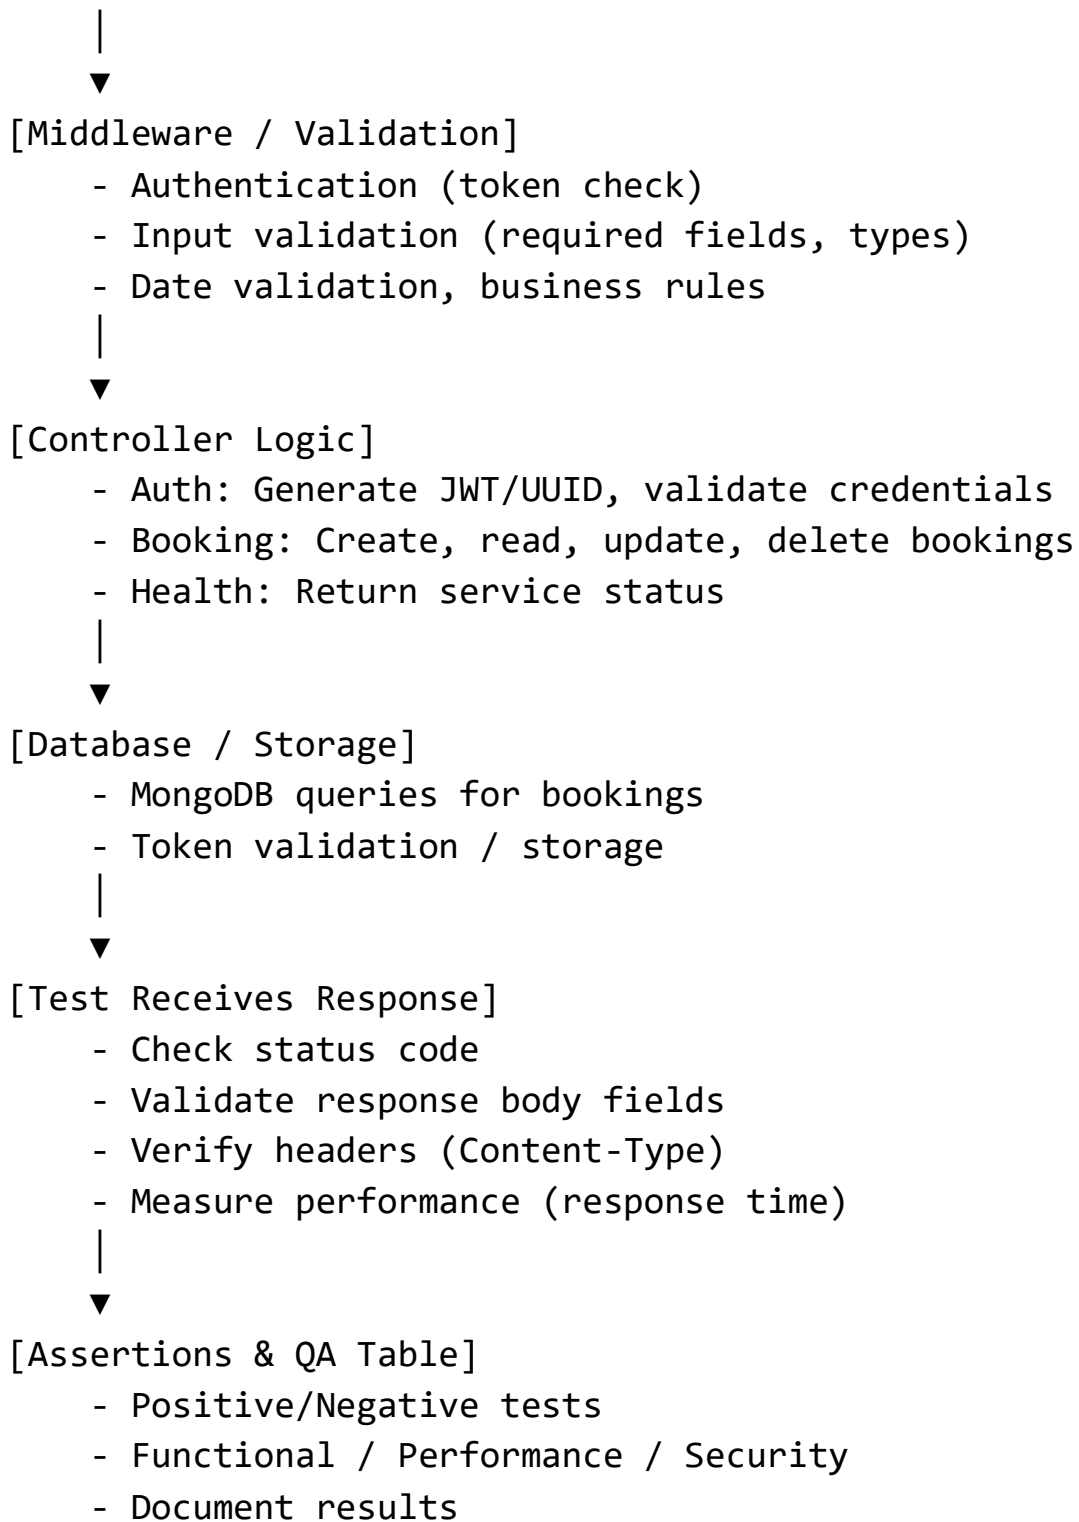 │
▼
[Middleware / Validation]
- Authentication (token check)
- Input validation (required fields, types)
- Date validation, business rules
│
▼
[Controller Logic]
- Auth: Generate JWT/UUID, validate credentials
- Booking: Create, read, update, delete bookings
- Health: Return service status
│
▼
[Database / Storage]
- MongoDB queries for bookings
- Token validation / storage
│
▼
[Test Receives Response]
- Check status code
- Validate response body fields
- Verify headers (Content-Type)
- Measure performance (response time)
│
▼
[Assertions & QA Table]
- Positive/Negative tests
- Functional / Performance / Security
- Document results